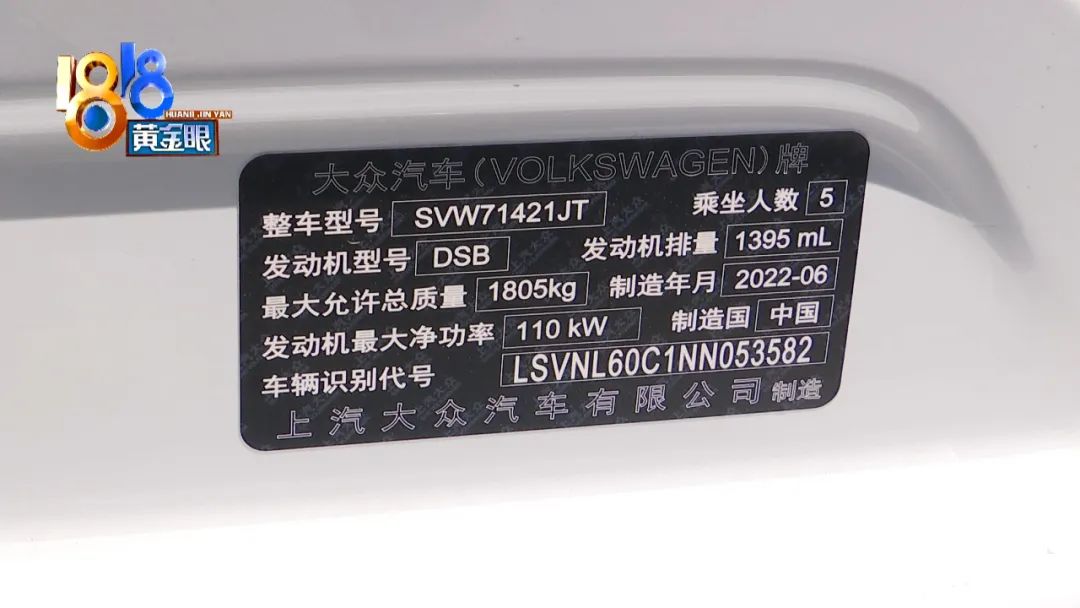 1818
HUANG JIN YAN
黄金眼
大众汽车(VOLKSWAGEN)牌
整车型号 SVW71421JT 乘坐人数 5
发动机型号 DSB 发动机排量 1395 mL
最大允许总质量 1805kg 制造年月 2022-06
发动机最大净功率 110 kW 制造国 中国
车辆识别代号 LSVNL60C1NN053582
上汽大众汽车有限公司 制造